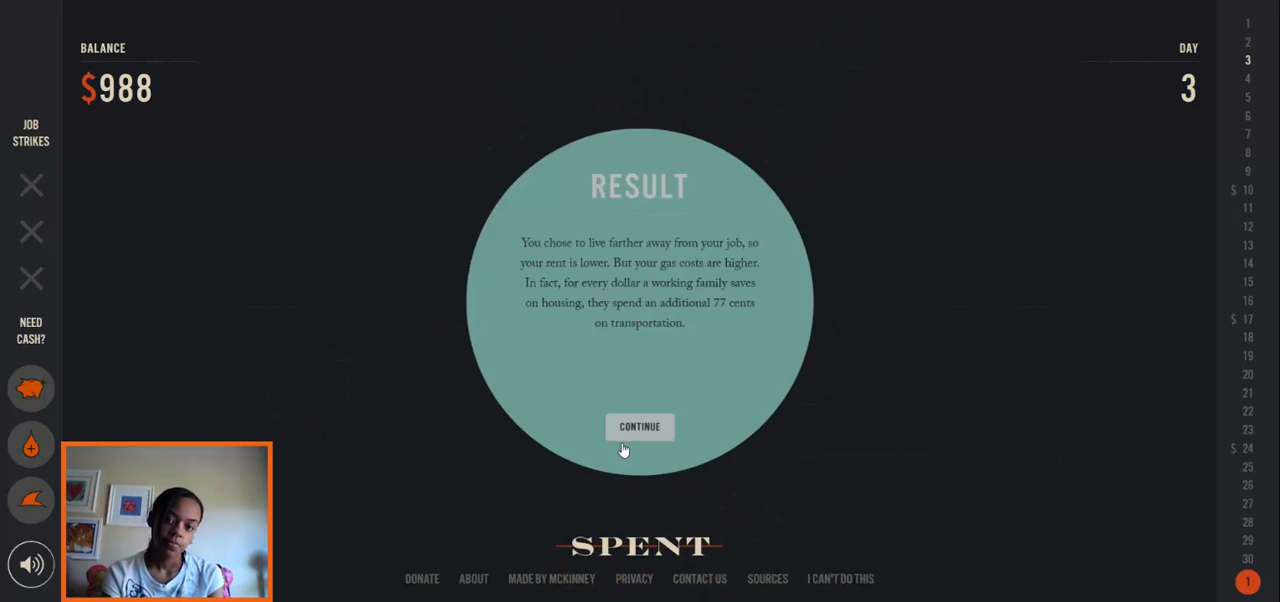 BALANCE
$988
DAY
3
JOB
STRIKES
NEED
CASH?
RESULT
You chose to live farther away from your job, so
your rent is lower. But your gas costs are higher.
In fact, for every dollar a working family saves
on housing, they spend an additional 77 cents
on transportation.
CONTINUE
SPENT
DONATE ABOUT MADE BY MCKINNEY PRIVACY CONTACT US SOURCES I CAN'T DO THIS
1
2
3
4
5
6
7
8
9
$ 10
11
12
13
14
15
16
$ 17
18
19
20
21
22
23
$ 24
25
26
27
28
29
30
1